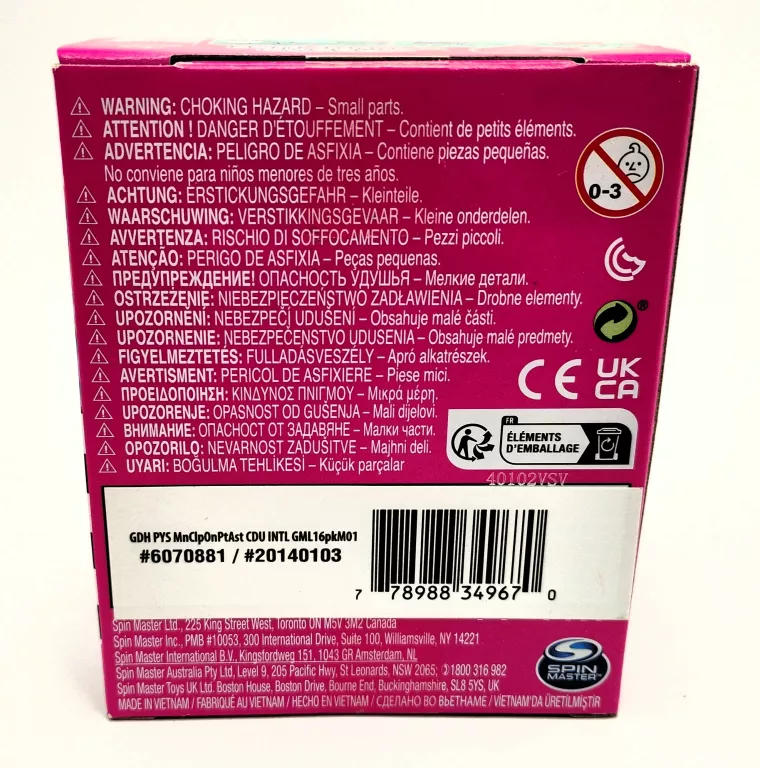 WARNING: CHOKING HAZARD – Small parts.
ATTENTION ! DANGER D'ÉTOUFFEMENT – Contient de petits éléments.
ADVERTENCIA: PELIGRO DE ASFIXIA – Contiene piezas pequeñas.
No conviene para niños menores de tres años.
ACHTUNG: ERSTICKUNGSGEFAHR – Kleinteile.
WAARSCHUWING: VERSTIKKINGSGEVAAR – Kleine onderdelen.
AVVERTENZA: RISCHIO DI SOFFOCAMENTO – Pezzi piccoli.
ATENÇÃO: PERIGO DE ASFIXIA – Peças pequenas.
ПРЕДУПРЕЖДЕНИЕ! ОПАСНОСТЬ УДУШЬЯ – Мелкие детали.
OSTRZEŻENIE: NIEBEZPIECZEŃSTWO ZADŁAWIENIA – Drobne elementy.
UPOZORNĚNÍ: NEBEZPEČÍ UDUŠENÍ – Obsahuje malé části.
UPOZORNENIE: NEBEZPEČENSTVO UDUSENIA – Obsahuje malé predmety.
FIGYELMEZTETÉS: FULLADÁSVESZÉLY – Apró alkatrészek.
AVERTISMENT: PERICOL DE ASFIXIERE – Piese mici.
ΠΡΟΕΙΔΟΠΟΙΗΣΗ: ΚΙΝΔΥΝΟΣ ΠΝΙΓΜΟΥ – Μικρά μέρη.
UPOZORENJE: OPASNOST OD GUŠENJA – Mali dijelovi.
ВНИМАНИЕ: ОПАСНОСТ ОТ ЗАДАВЯНЕ – Малки части.
OPOZORILO: NEVARNOST ZADUŠITVE – Majhni deli.
UYARI: BOĞULMA TEHLİKESİ – Küçük parçalar
0-3
®
CE
UK
CA
FR
ÉLÉMENTS
D'EMBALLAGE
40102VSV
GDH PYS MnClpOnPtAst CDU INTL GML16pkM01
#6070881 / #20140103
7 78988 34967 0
Spin Master Ltd., 225 King Street West, Toronto ON M5V 3M2 Canada
Spin Master Inc., PMB #10053, 300 International Drive, Suite 100, Williamsville, NY 14221
Spin Master International B.V., Kingsfordweg 151, 1043 GR Amsterdam, NL
Spin Master Australia Pty Ltd, Level 9, 205 Pacific Hwy, St Leonards, NSW 2065; ✆1800 316 982
Spin Master Toys UK Ltd. Boston House, Boston Drove, Bourne End, Buckinghamshire, SL8 5YS, UK
MADE IN VIETNAM / FABRIQUÉ AU VIETNAM / HECHO EN VIETNAM / СДЕЛАНО ВО ВЬЕТНАМЕ / VIETNAM'DA ÜRETİLMİŞTİR
SPIN
MASTER™